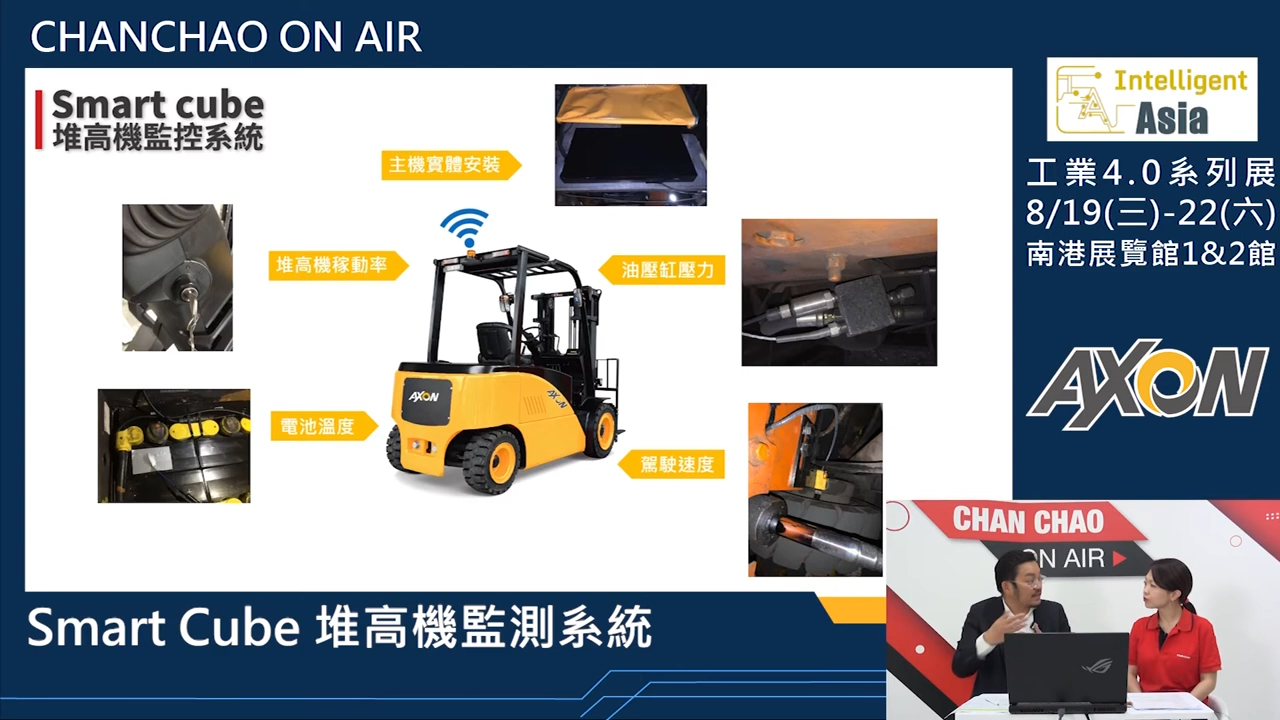 CHANCHAO ON AIR
Smart cube
堆高機監控系統
主機實體安裝
堆高機稼動率
油壓缸壓力
電池溫度
駕駛速度
AXON
AXON
Intelligent
Asia
工業4.0系列展
8/19(三)-22(六)
南港展覽館1&2館
AXON
CHAN CHAO
ON AIR
Smart Cube 堆高機監測系統